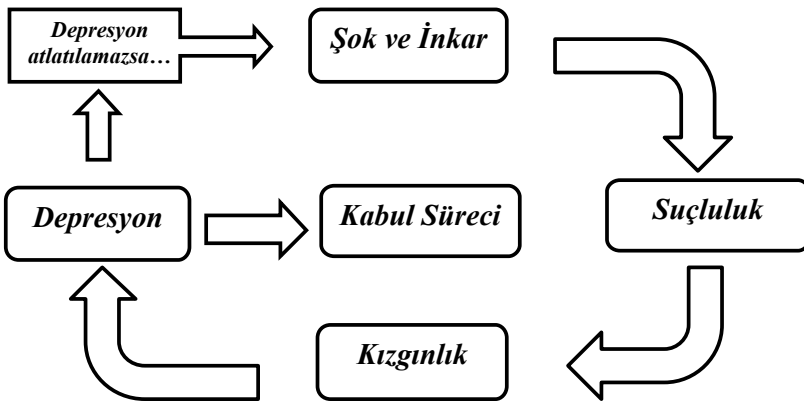 Depresyon
atlatılamazsa…
Şok ve İnkar
Depresyon
Kabul Süreci
Suçluluk
Kızgınlık